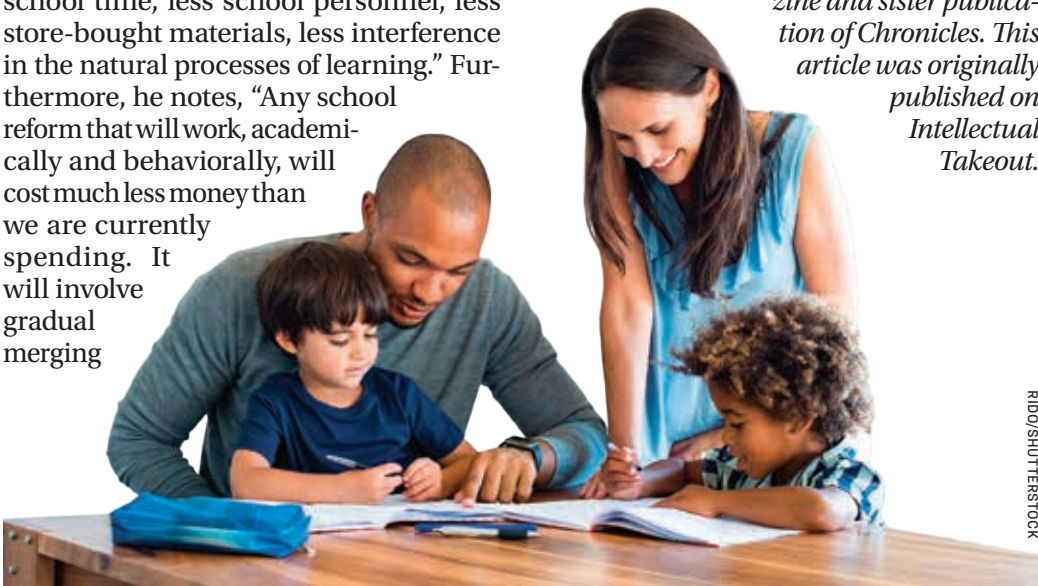 school time, less school personnel, less
store-bought materials, less interference
in the natural processes of learning.” Fur-
thermore, he notes, “Any school
reform that will work, academi-
cally and behaviorally, will
cost much less money than
we are currently
spending. It
will involve
gradual
merging
zine and sister publica-
tion of Chronicles. This
article was originally
published on
Intellectual
Takeout.
RIDO/SHUTTERSTOCK